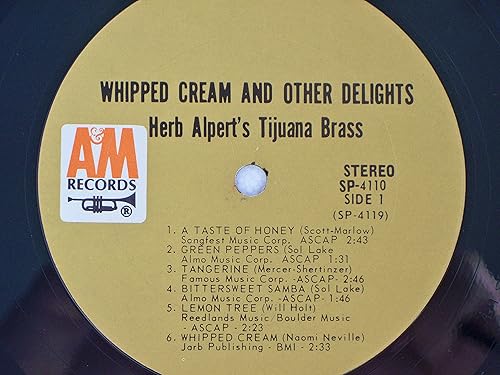 WHIPPED CREAM AND OTHER DELIGHTS
Herb Alpert's Tijuana Brass
A&M
RECORDS
®
STEREO
SP-4110
SIDE 1
(SP-4119)
1. A TASTE OF HONEY (Scott-Marlow)
Songfest Music Corp. ASCAP 2:43
2. GREEN PEPPERS (Sol Lake
Almo Music Corp. -ASCAP 1:31
3. TANGERINE (Mercer-Shertinzer)
Famous Music Corp. -ASCAP - 2:46
4. BITTERSWEET SAMBA (Sol Lake)
Almo Music Corp. -ASCAP-1:46
5. LEMON TREE (Will Holt)
Reedlands Music/Boulder Music
- ASCAP - 2:23
6. WHIPPED CREAM (Naomi Neville)
Jarb Publishing - BMI - 2:33